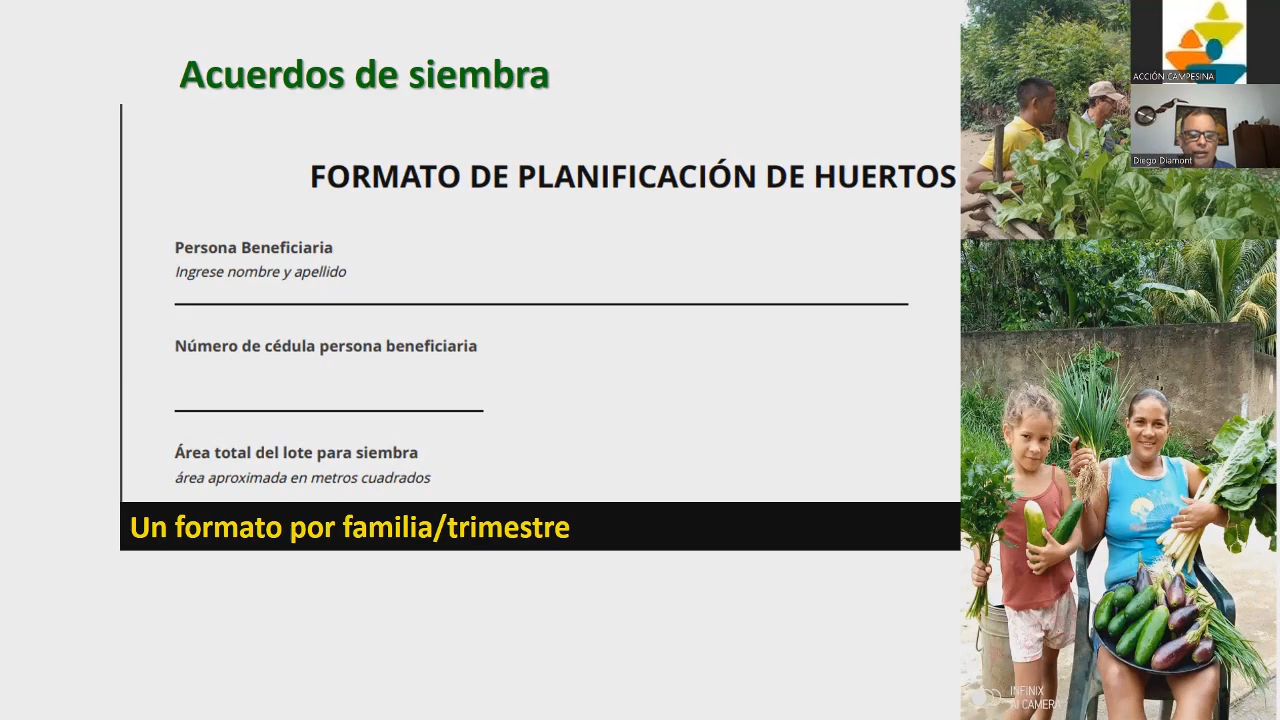 Acuerdos de siembra
FORMATO DE PLANIFICACIÓN DE HUERTOS
Persona Beneficiaria
Ingrese nombre y apellido
Número de cédula persona beneficiaria
Área total del lote para siembra
área aproximada en metros cuadrados
Un formato por familia/trimestre
ACCIÓN CAMPESINA
Diego Diamont
INFINIX
AI CAMERA